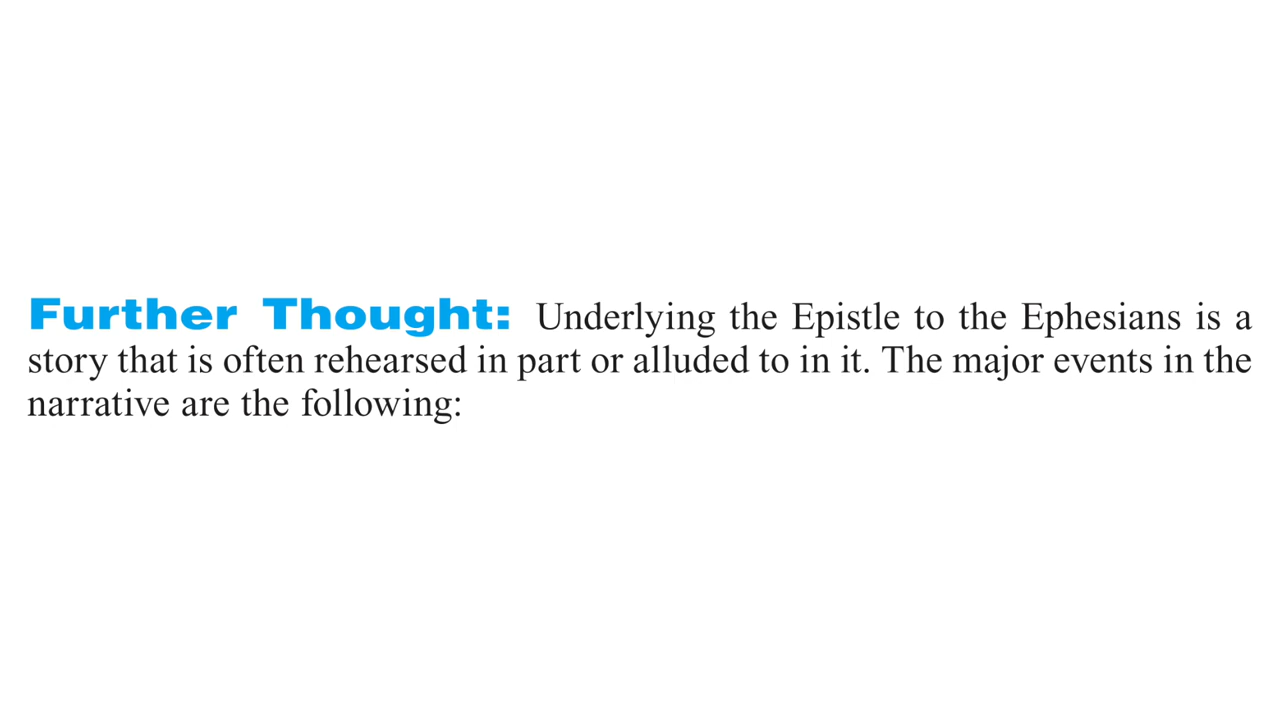 Further Thought: Underlying the Epistle to the Ephesians is a
story that is often rehearsed in part or alluded to in it. The major events in the
narrative are the following: